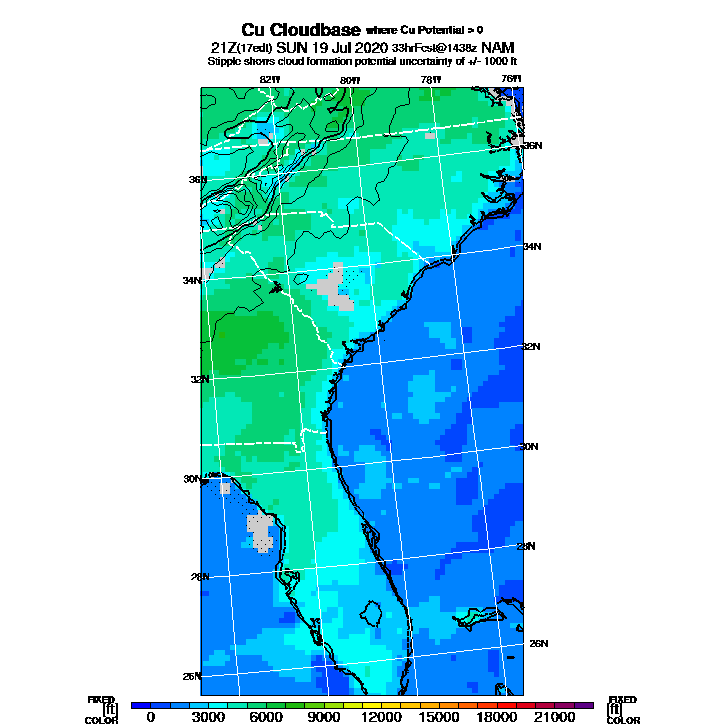 Cu Cloudbase where Cu Potential > 0
21Z(17edt) SUN 19 Jul 2020 33hrFcst@1438z NAM
Stipple shows cloud formation potential uncertainty of +/- 1000 ft
82W 80W 78W 76W
36N
36N
34N
34N
32N
32N
30N
30N
28N
28N
26N
26N
FIXED FIXED
[ft] [ft]
COLOR COLOR
0 3000 6000 9000 12000 15000 18000 21000